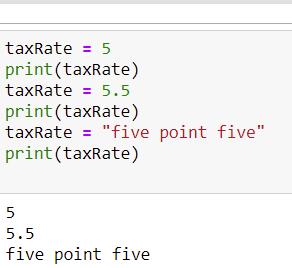 taxRate = 5
print(taxRate)
taxRate = 5.5
print(taxRate)
taxRate = "five point five"
print(taxRate)
5
5.5
five point five